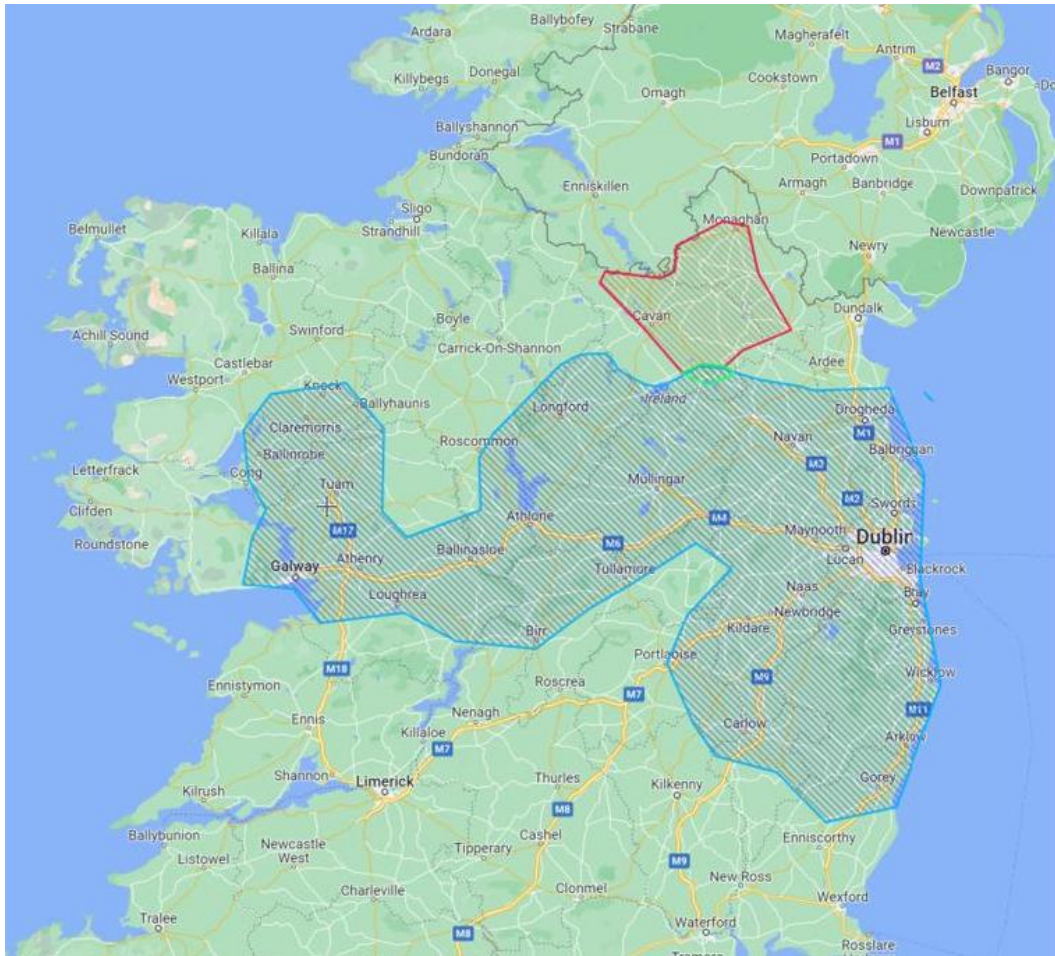 Ballybofey
Strabane
Ardara
Magherafelt
Antrim
M2
Killybegs
Donegal
Cookstown
Bangor
Omagh
Belfast
Lisburn
Ballyshannon
M1
Bundoran
Portadown
Enniskillen
Armagh
Banbridge
Downpatrick
Sligo
Monaghan
Belmullet
Killala
Strandhill
Newcastle
Newry
Ballina
Cavan
Dundalk
Achill Sound
Swinford
Boyle
Carrick-On-Shannon
Castlebar
Ardee
Westport
Knock
Ireland
Ballyhaunis
Longford
Drogheda
Claremorris
Roscommon
Navan
M1
Ballinrobe
Balbriggan
Letterfrack
Cong
M3
Tuam
Mullingar
Clifden
M2
Swords
Athlone
M4
Roundstone
M17
Maynooth
Dublin
Ballinasloe
M6
Athenry
Lucan
Galway
Tullamore
Blackrock
Loughrea
Naas
Bray
Newbridge
Birr
Kildare
Greystones
Portlaoise
M18
Ennistymon
Roscrea
M9
Wicklow
M7
Nenagh
M11
Ennis
Carlow
Killaloe
Arklow
M7
Shannon
Limerick
Thurles
Kilkenny
Gorey
Kilrush
M8
Ballybunion
Newcastle
West
Cashel
Enniscorthy
Listowel
Tipperary
M9
Charleville
Clonmel
New Ross
Wexford
Tralee
M8
Waterford
Rosslare